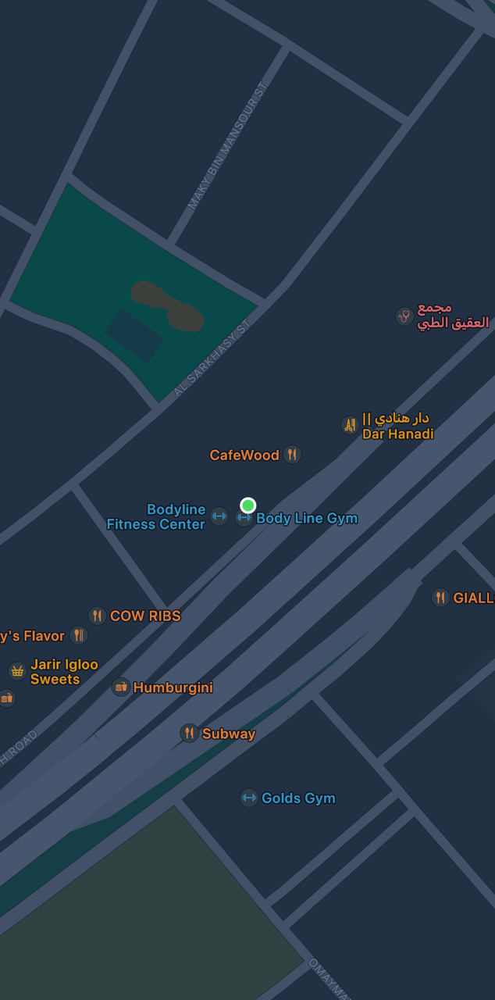 MAKY BIN MANSOUR ST
مجمع
العقيق الطبي
AL SARKHASY ST
دار هنادي ||
Dar Hanadi
CafeWood
Bodyline
Fitness Center
Body Line Gym
GIALL
COW RIBS
y's Flavor
Jarir Igloo
Sweets
Humburgini
Subway
H ROAD
Golds Gym
OMAYMA